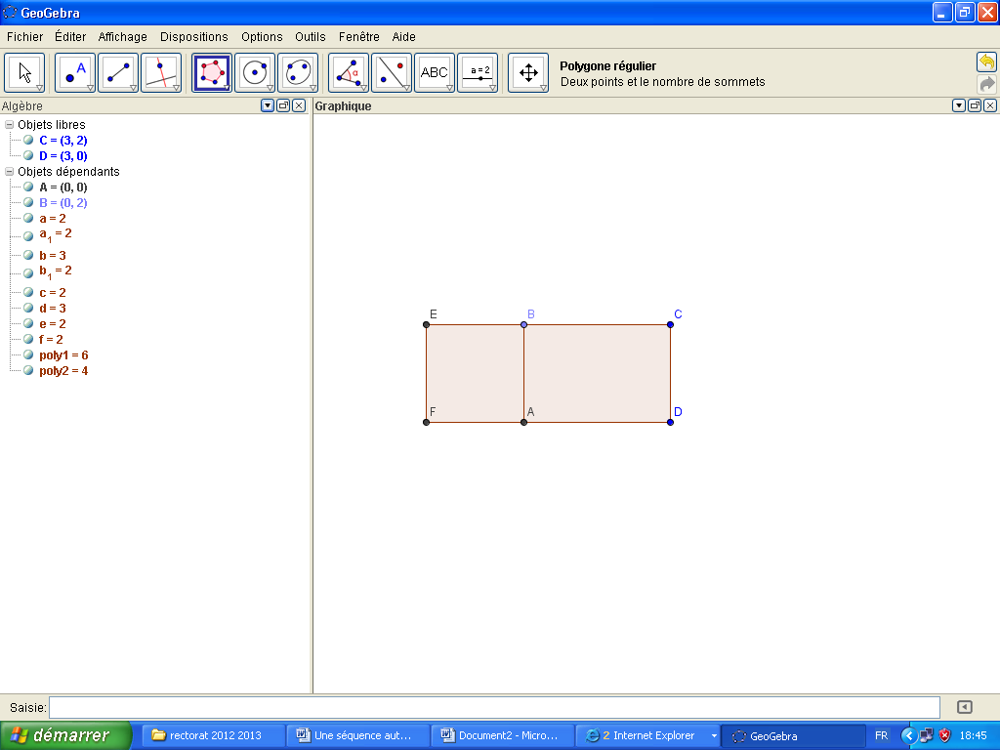 GeoGebra
Fichier Éditer Affichage Dispositions Options Outils Fenêtre Aide
A α ABC a = 2
Polygone régulier
Deux points et le nombre de sommets
Algèbre
Graphique
Objets libres
C = (3, 2)
D = (3, 0)
Objets dépendants
A = (0, 0)
B = (0, 2)
a = 2
a1 = 2
b = 3
b1 = 2
c = 2
d = 3
e = 2
f = 2
poly1 = 6
poly2 = 4
E B C
F A D
Saisie:
démarrer rectorat 2012 2013 Une séquence aut... Document2 - Micro... 2 Internet Explorer GeoGebra FR 18:45